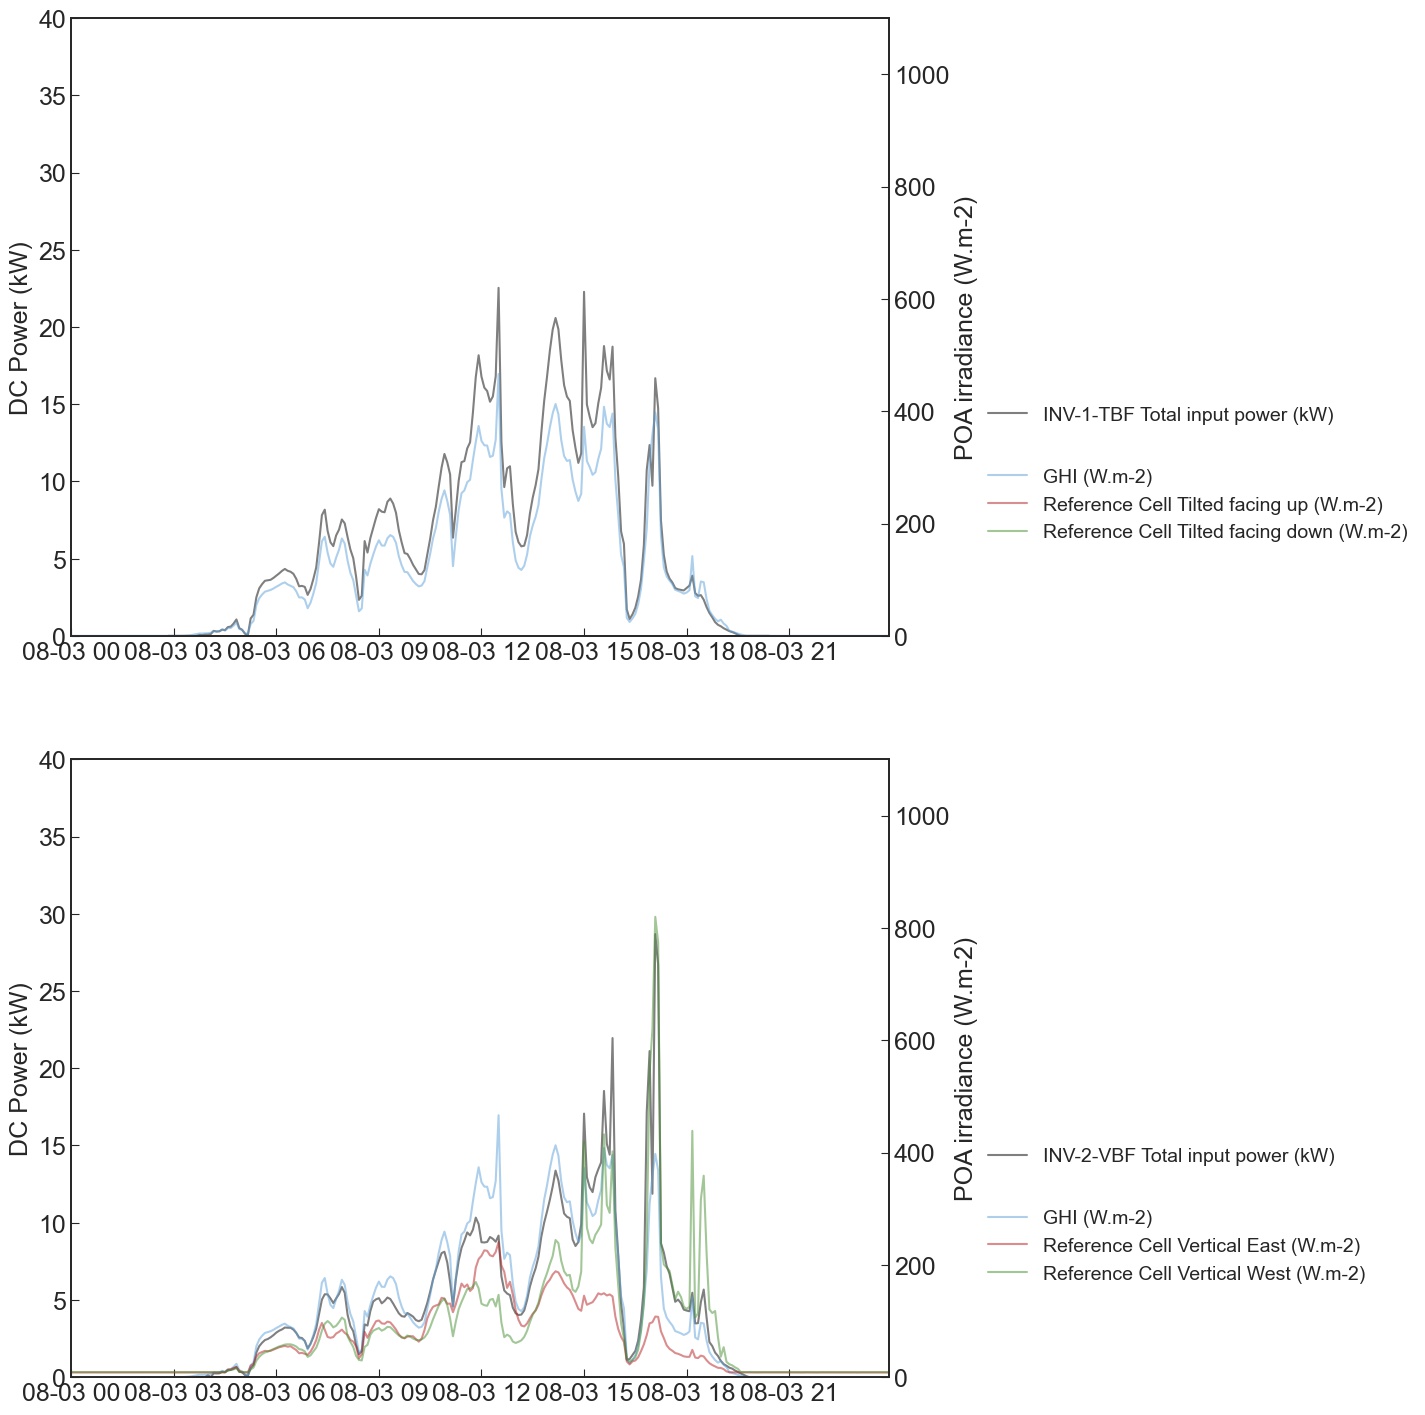 40
35
30
25
20
15
10
5
0
DC Power (kW)
1000
800
600
400
200
0
POA irradiance (W.m-2)
08-03 00 08-03 03 08-03 06 08-03 09 08-03 12 08-03 15 08-03 18 08-03 21
INV-1-TBF Total input power (kW)
GHI (W.m-2)
Reference Cell Tilted facing up (W.m-2)
Reference Cell Tilted facing down (W.m-2)
40
35
30
25
20
15
10
5
0
DC Power (kW)
1000
800
600
400
200
0
POA irradiance (W.m-2)
08-03 00 08-03 03 08-03 06 08-03 09 08-03 12 08-03 15 08-03 18 08-03 21
INV-2-VBF Total input power (kW)
GHI (W.m-2)
Reference Cell Vertical East (W.m-2)
Reference Cell Vertical West (W.m-2)